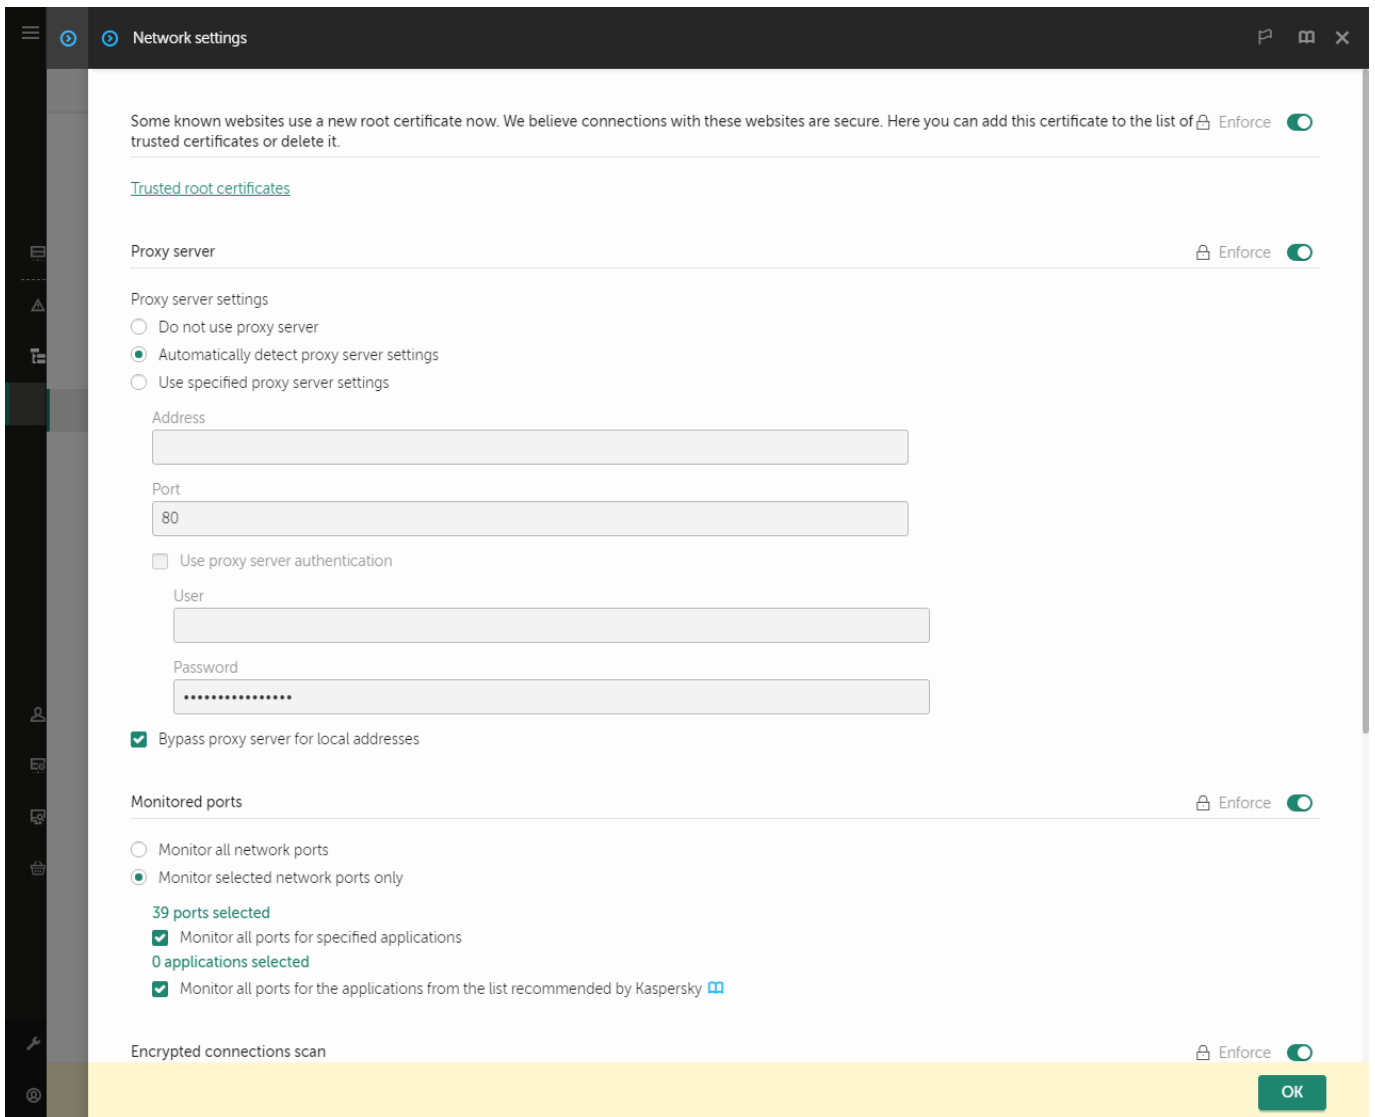 Network settings
Some known websites use a new root certificate now. We believe connections with these websites are secure. Here you can add this certificate to the list of
trusted certificates or delete it.
Enforce
Trusted root certificates
Proxy server
Enforce
Proxy server settings
Do not use proxy server
Automatically detect proxy server settings
Use specified proxy server settings
Address
Port
80
Use proxy server authentication
User
Password
••••••••••••••••
Bypass proxy server for local addresses
Monitored ports
Enforce
Monitor all network ports
Monitor selected network ports only
39 ports selected
Monitor all ports for specified applications
0 applications selected
Monitor all ports for the applications from the list recommended by Kaspersky
Encrypted connections scan
Enforce
OK